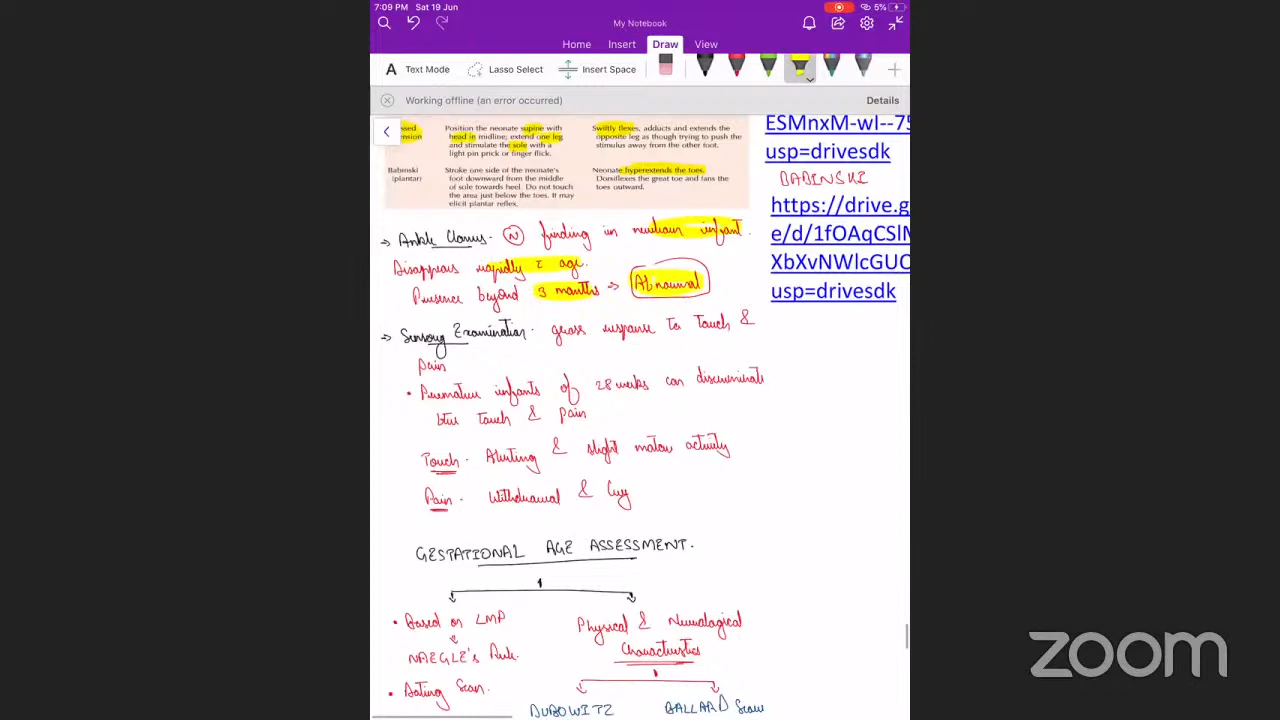 7:09 PM Sat 19 Jun
5%
My Notebook
Home Insert Draw View
A Text Mode Lasso Select Insert Space
Working offline (an error occurred) Details
ssed
nsion
Position the neonate supine with
head in midline; extend one leg
and stimulate the sole with a
light pin prick or finger flick.
Swiftly flexes, adducts and extends the
opposite leg as though trying to push the
stimulus away from the other foot.
Babinski
(plantar)
Stroke one side of the neonate's
foot downward from the middle
of sole towards heel. Do not touch
the area just below the toes. It may
elicit plantar reflex.
Neonate hyperextends the toes.
Dorsiflexes the great toe and fans the
toes outward.
ESMnxM-wI--75
usp=drivesdk
BABINSKI
https://drive.g
e/d/1fOAqCSlM
XbXvNWlcGUO
usp=drivesdk
→ Ankle Clonus - N finding in newborn infant.
Disappears rapidly c age.
Presence beyond 3 months → Abnormal
→ Sensory Examination - gross response to Touch &
Pain
• Premature infants of 28 weeks can discriminate
btw touch & pain
Touch - Alerting & slight motor activity
Pain - Withdrawal & Cry
GESTATIONAL AGE ASSESSMENT.
• Based on LMP
NAEGLE's Rule.
• Dating Scan.
Physical & Neurological
Characteristics
DUBOWITZ BALLARD Score
zoom